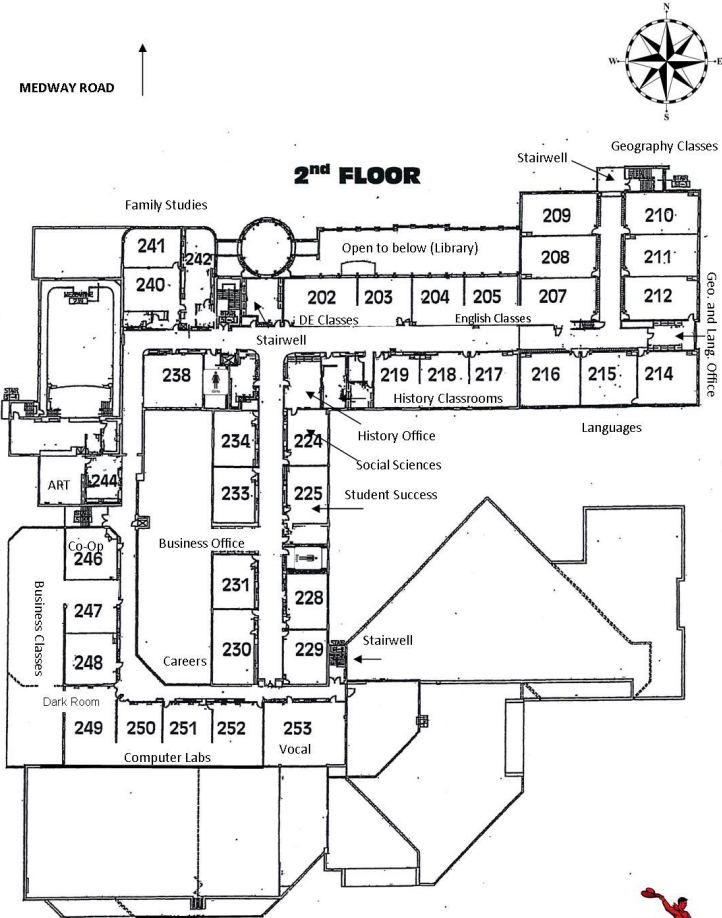 N
W
E
S
MEDWAY ROAD
2nd FLOOR
Geography Classes
Stairwell
Family Studies
209
210
241
242
Open to below (Library)
208
211
240
202
203
204
205
207
212
DE Classes
English Classes
Stairwell
Geo. and Lang. Office
238
219
218
217
216
215
214
History Classrooms
History Office
Languages
234
224
Social Sciences
ART
244
233
225
Student Success
Co-Op
246
Business Office
231
228
247
Business Classes
248
Careers
230
229
Stairwell
Dark Room
249
250
251
252
253
Vocal
Computer Labs